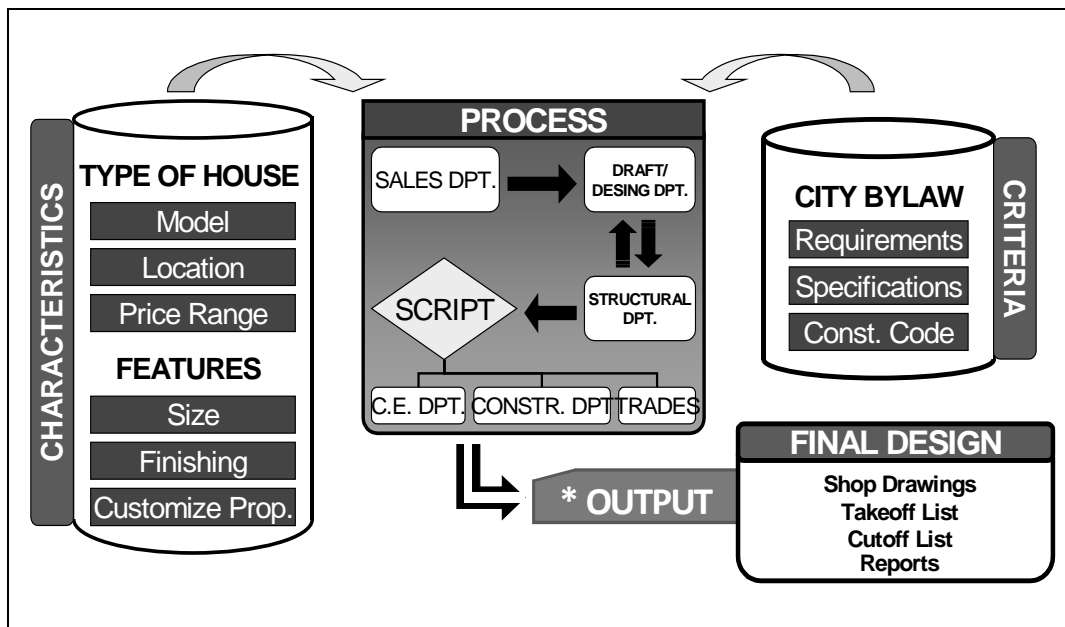 CHARACTERISTICS
TYPE OF HOUSE
Model
Location
Price Range
FEATURES
Size
Finishing
Customize Prop.
PROCESS
SALES DPT.
DRAFT/
DESING DPT.
STRUCTURAL
DPT.
SCRIPT
C.E. DPT.
CONSTR. DPT
TRADES
CITY BYLAW
Requirements
Specifications
Const. Code
CRITERIA
* OUTPUT
FINAL DESIGN
Shop Drawings
Takeoff List
Cutoff List
Reports